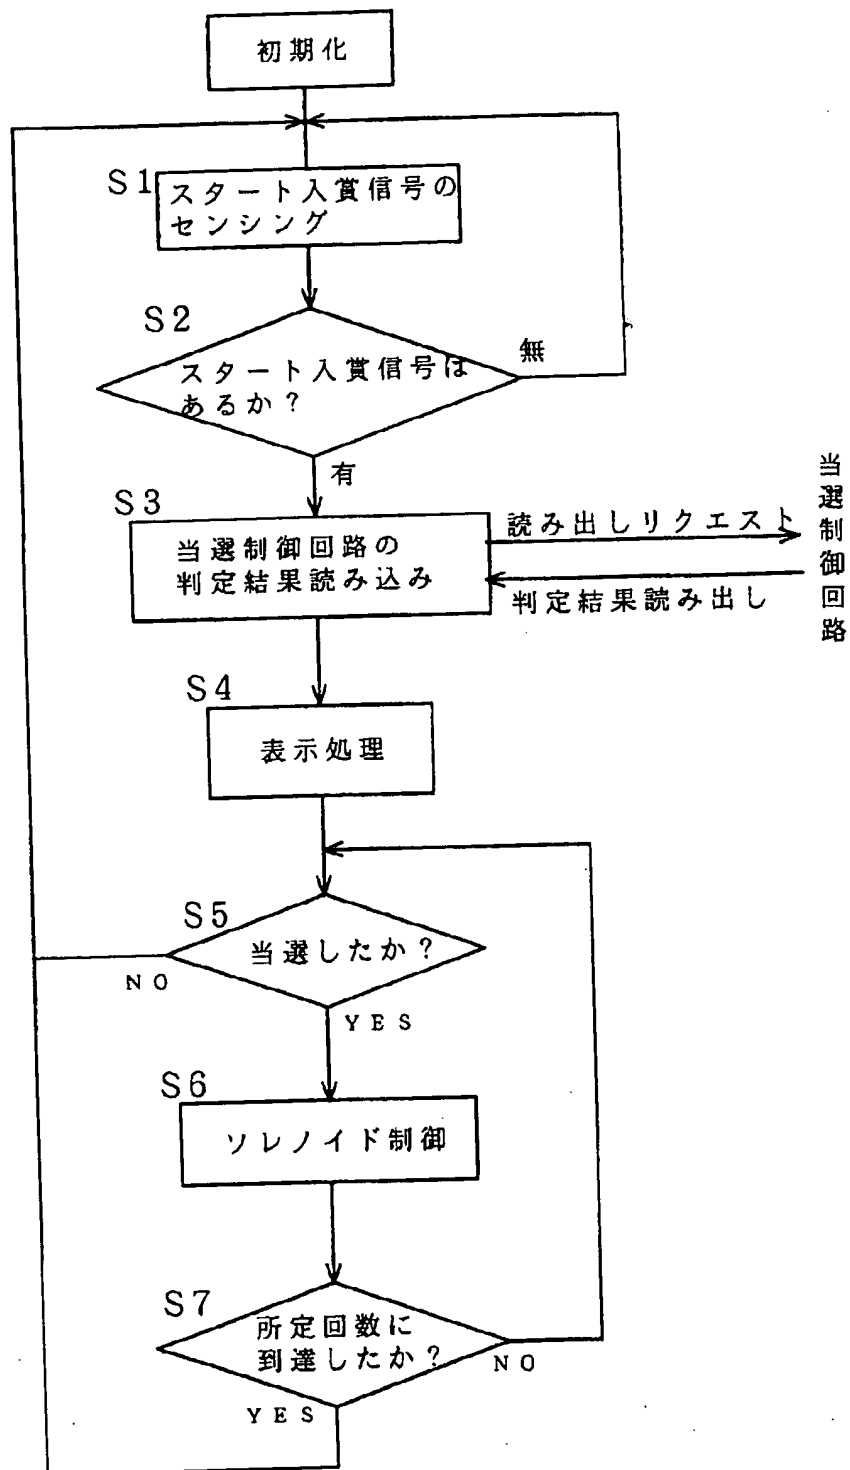 初期化
S1
スタート入賞信号の
センシング
S2
スタート入賞信号は
あるか？
無
有
S3
当選制御回路の
判定結果読み込み
読み出しリクエスト
判定結果読み出し
当選制御回路
S4
表示処理
S5
当選したか？
NO
YES
S6
ソレノイド制御
S7
所定回数に
到達したか？
NO
YES